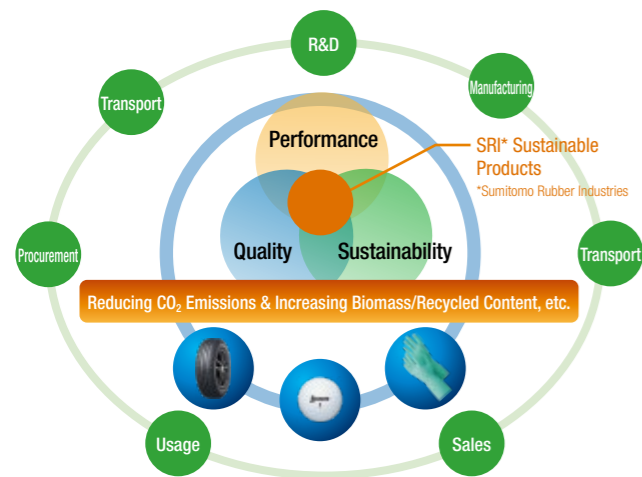 R&D
Transport
Manufacturing
Performance
SRI* Sustainable
Products
*Sumitomo Rubber Industries
Procurement
Quality
Sustainability
Transport
Reducing CO₂ Emissions & Increasing Biomass/Recycled Content, etc.
Usage
Sales